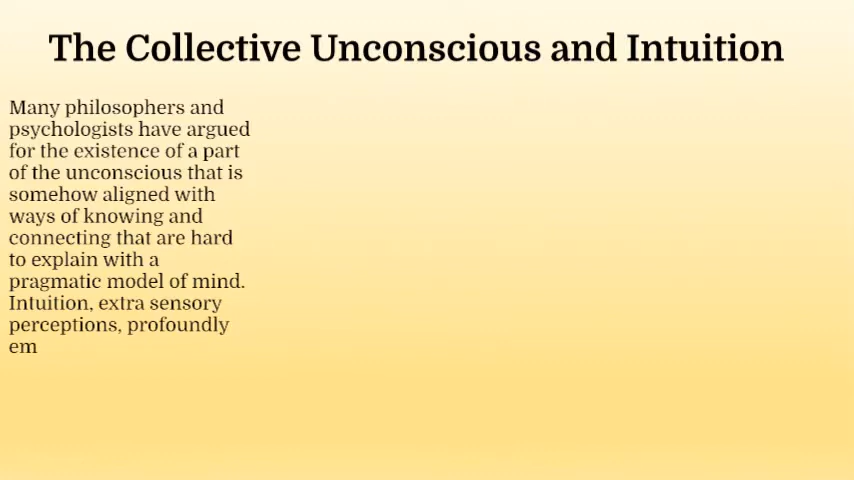 The Collective Unconscious and Intuition
Many philosophers and
psychologists have argued
for the existence of a part
of the unconscious that is
somehow aligned with
ways of knowing and
connecting that are hard
to explain with a
pragmatic model of mind.
Intuition, extra sensory
perceptions, profoundly
em